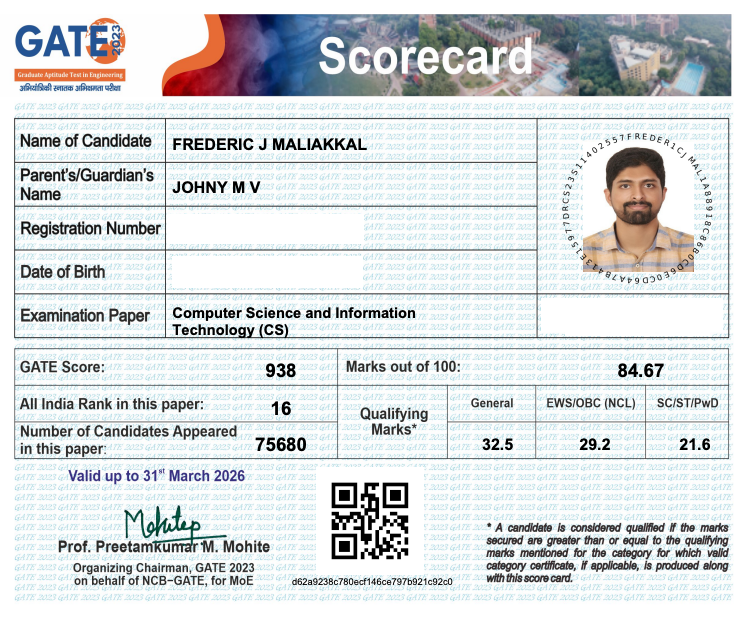 GATE 2023
Graduate Aptitude Test in Engineering
अभियांत्रिकी स्नातक अभिक्षमता परीक्षा
Scorecard
Name of Candidate
FREDERIC J MALIAKKAL
Parent's/Guardian's
Name
JOHNY M V
Registration Number
Date of Birth
Examination Paper
Computer Science and Information
Technology (CS)
GATE Score:
938
Marks out of 100:
84.67
All India Rank in this paper:
16
Number of Candidates Appeared
in this paper:
75680
Qualifying
Marks*
General
EWS/OBC (NCL)
SC/ST/PwD
32.5
29.2
21.6
Valid up to 31st March 2026
Prof. Preetamkumar M. Mohite
Organizing Chairman, GATE 2023
on behalf of NCB-GATE, for MoE
d62a9238c780ecf146ce797b921c92c0
* A candidate is considered qualified if the marks
secured are greater than or equal to the qualifying
marks mentioned for the category for which valid
category certificate, if applicable, is produced along
with this score card.